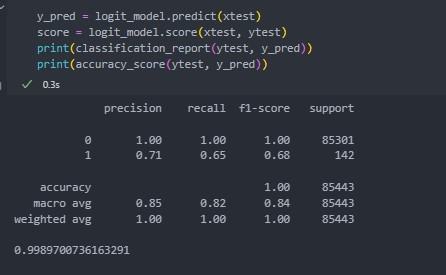 y_pred = logit_model.predict(xtest)
score = logit_model.score(xtest, ytest)
print(classification_report(ytest, y_pred))
print(accuracy_score(ytest, y_pred))
0.3s
precision recall f1-score support
0 1.00 1.00 1.00 85301
1 0.71 0.65 0.68 142
accuracy 1.00 85443
macro avg 0.85 0.82 0.84 85443
weighted avg 1.00 1.00 1.00 85443
0.9989700736163291